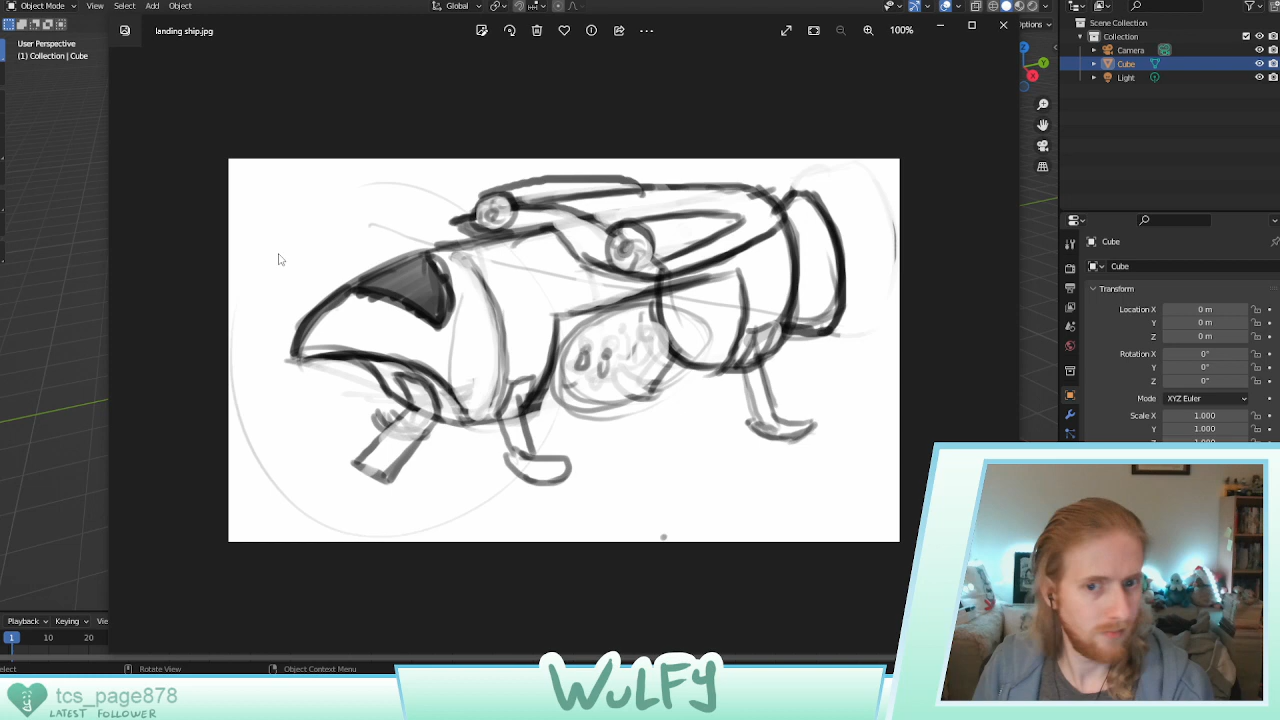 Object Mode View Select Add Object Global
landing ship.jpg 100% Options
User Perspective
(1) Collection | Cube
Scene Collection
Collection
Camera
Cube
Light
X Y Z
Cube
Cube
Transform
Location X 0 m
Y 0 m
Z 0 m
Rotation X 0°
Y 0°
Z 0°
Mode XYZ Euler
Scale X 1.000
Y 1.000
Z 1.000
Playback Keying
1 10 20
Rotate View Object Context Menu
WULFY
tcs_page878
LATEST FOLLOWER